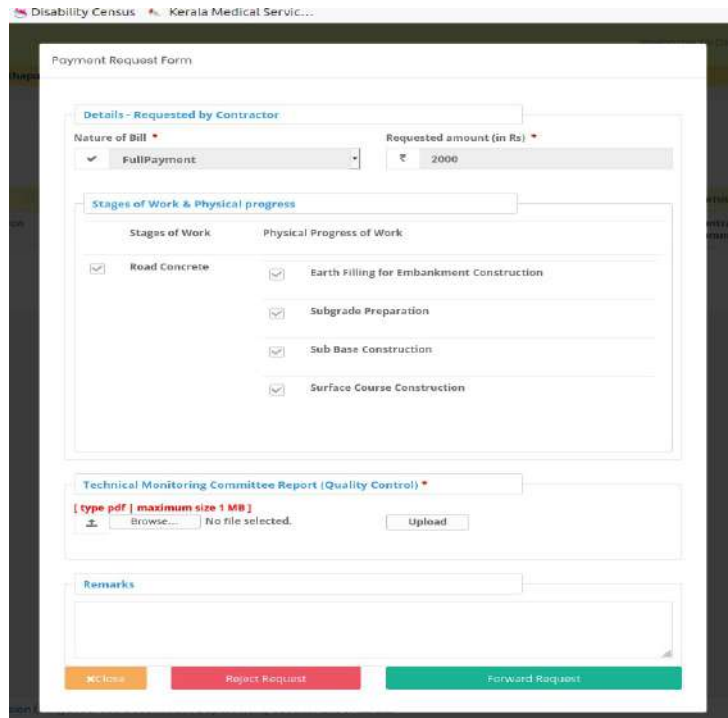 Disability Census Kerala Medical Servic...
Payment Request Form
Details - Requested by Contractor
Nature of Bill * Requested amount (in Rs) *
FullPayment ₹ 2000
Stages of Work & Physical progress
Stages of Work Physical Progress of Work
Road Concrete Earth Filling for Embankment Construction
Subgrade Preparation
Sub Base Construction
Surface Course Construction
Technical Monitoring Committee Report (Quality Control) *
[ type pdf | maximum size 1 MB ]
Browse... No file selected. Upload
Remarks
Close Reject Request Forward Request